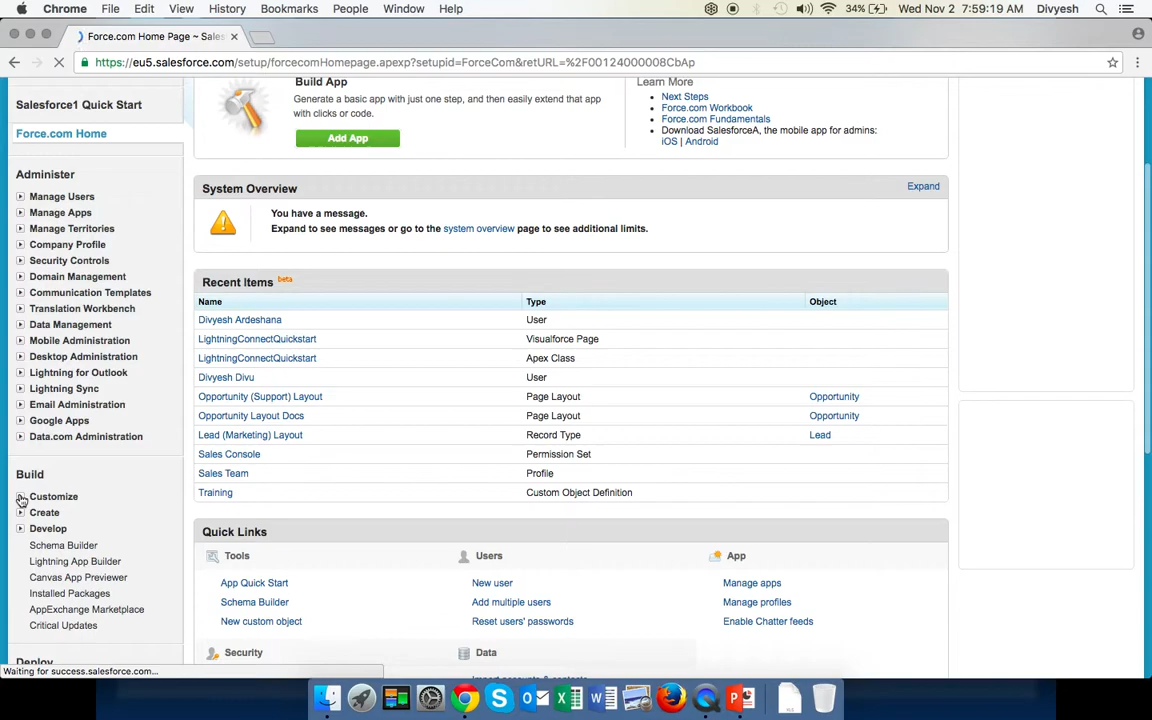 Chrome File Edit View History Bookmarks People Window Help 34% Wed Nov 2 7:59:19 AM Divyesh
Force.com Home Page ~ Sales
https://eu5.salesforce.com/setup/forcecomHomepage.apexp?setupid=ForceCom&retURL=%2F00124000008CbAp
Salesforce1 Quick Start
Force.com Home
Administer
Manage Users
Manage Apps
Manage Territories
Company Profile
Security Controls
Domain Management
Communication Templates
Translation Workbench
Data Management
Mobile Administration
Desktop Administration
Lightning for Outlook
Lightning Sync
Email Administration
Google Apps
Data.com Administration
Build
Customize
Create
Develop
Schema Builder
Lightning App Builder
Canvas App Previewer
Installed Packages
AppExchange Marketplace
Critical Updates
Deploy
Build App
Generate a basic app with just one step, and then easily extend that app
with clicks or code.
Add App
Learn More
Next Steps
Force.com Workbook
Force.com Fundamentals
Download SalesforceA, the mobile app for admins:
iOS | Android
System Overview
Expand
You have a message.
Expand to see messages or go to the system overview page to see additional limits.
Recent Items beta
Name Type Object
Divyesh Ardeshana User
LightningConnectQuickstart Visualforce Page
LightningConnectQuickstart Apex Class
Divyesh Divu User
Opportunity (Support) Layout Page Layout Opportunity
Opportunity Layout Docs Page Layout Opportunity
Lead (Marketing) Layout Record Type Lead
Sales Console Permission Set
Sales Team Profile
Training Custom Object Definition
Quick Links
Tools Users App
App Quick Start New user Manage apps
Schema Builder Add multiple users Manage profiles
New custom object Reset users' passwords Enable Chatter feeds
Security Data
Waiting for success.salesforce.com...